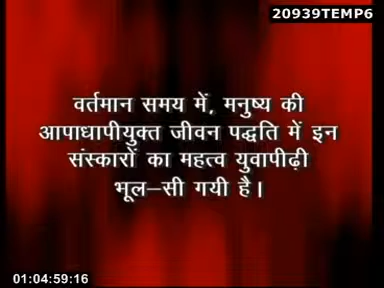 20939TEMP6
वर्तमान समय में, मनुष्य की
आपाधापीयुक्त जीवन पद्धति में इन
संस्कारों का महत्व युवापीढ़ी
भूल–सी गयी है।
01:04:59:16